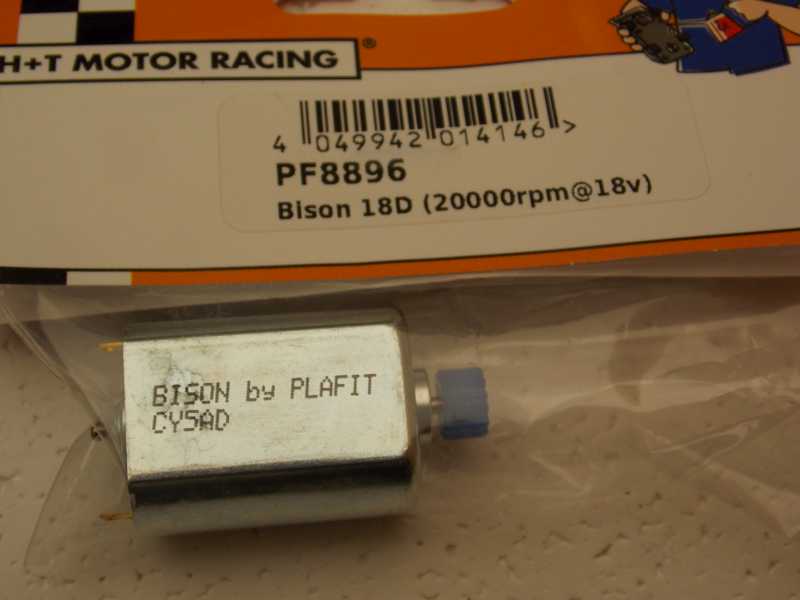 H+T MOTOR RACING ®
4 049942 014146 >
PF8896
Bison 18D (20000rpm@18v)
BISON by PLAFIT
CYSAD